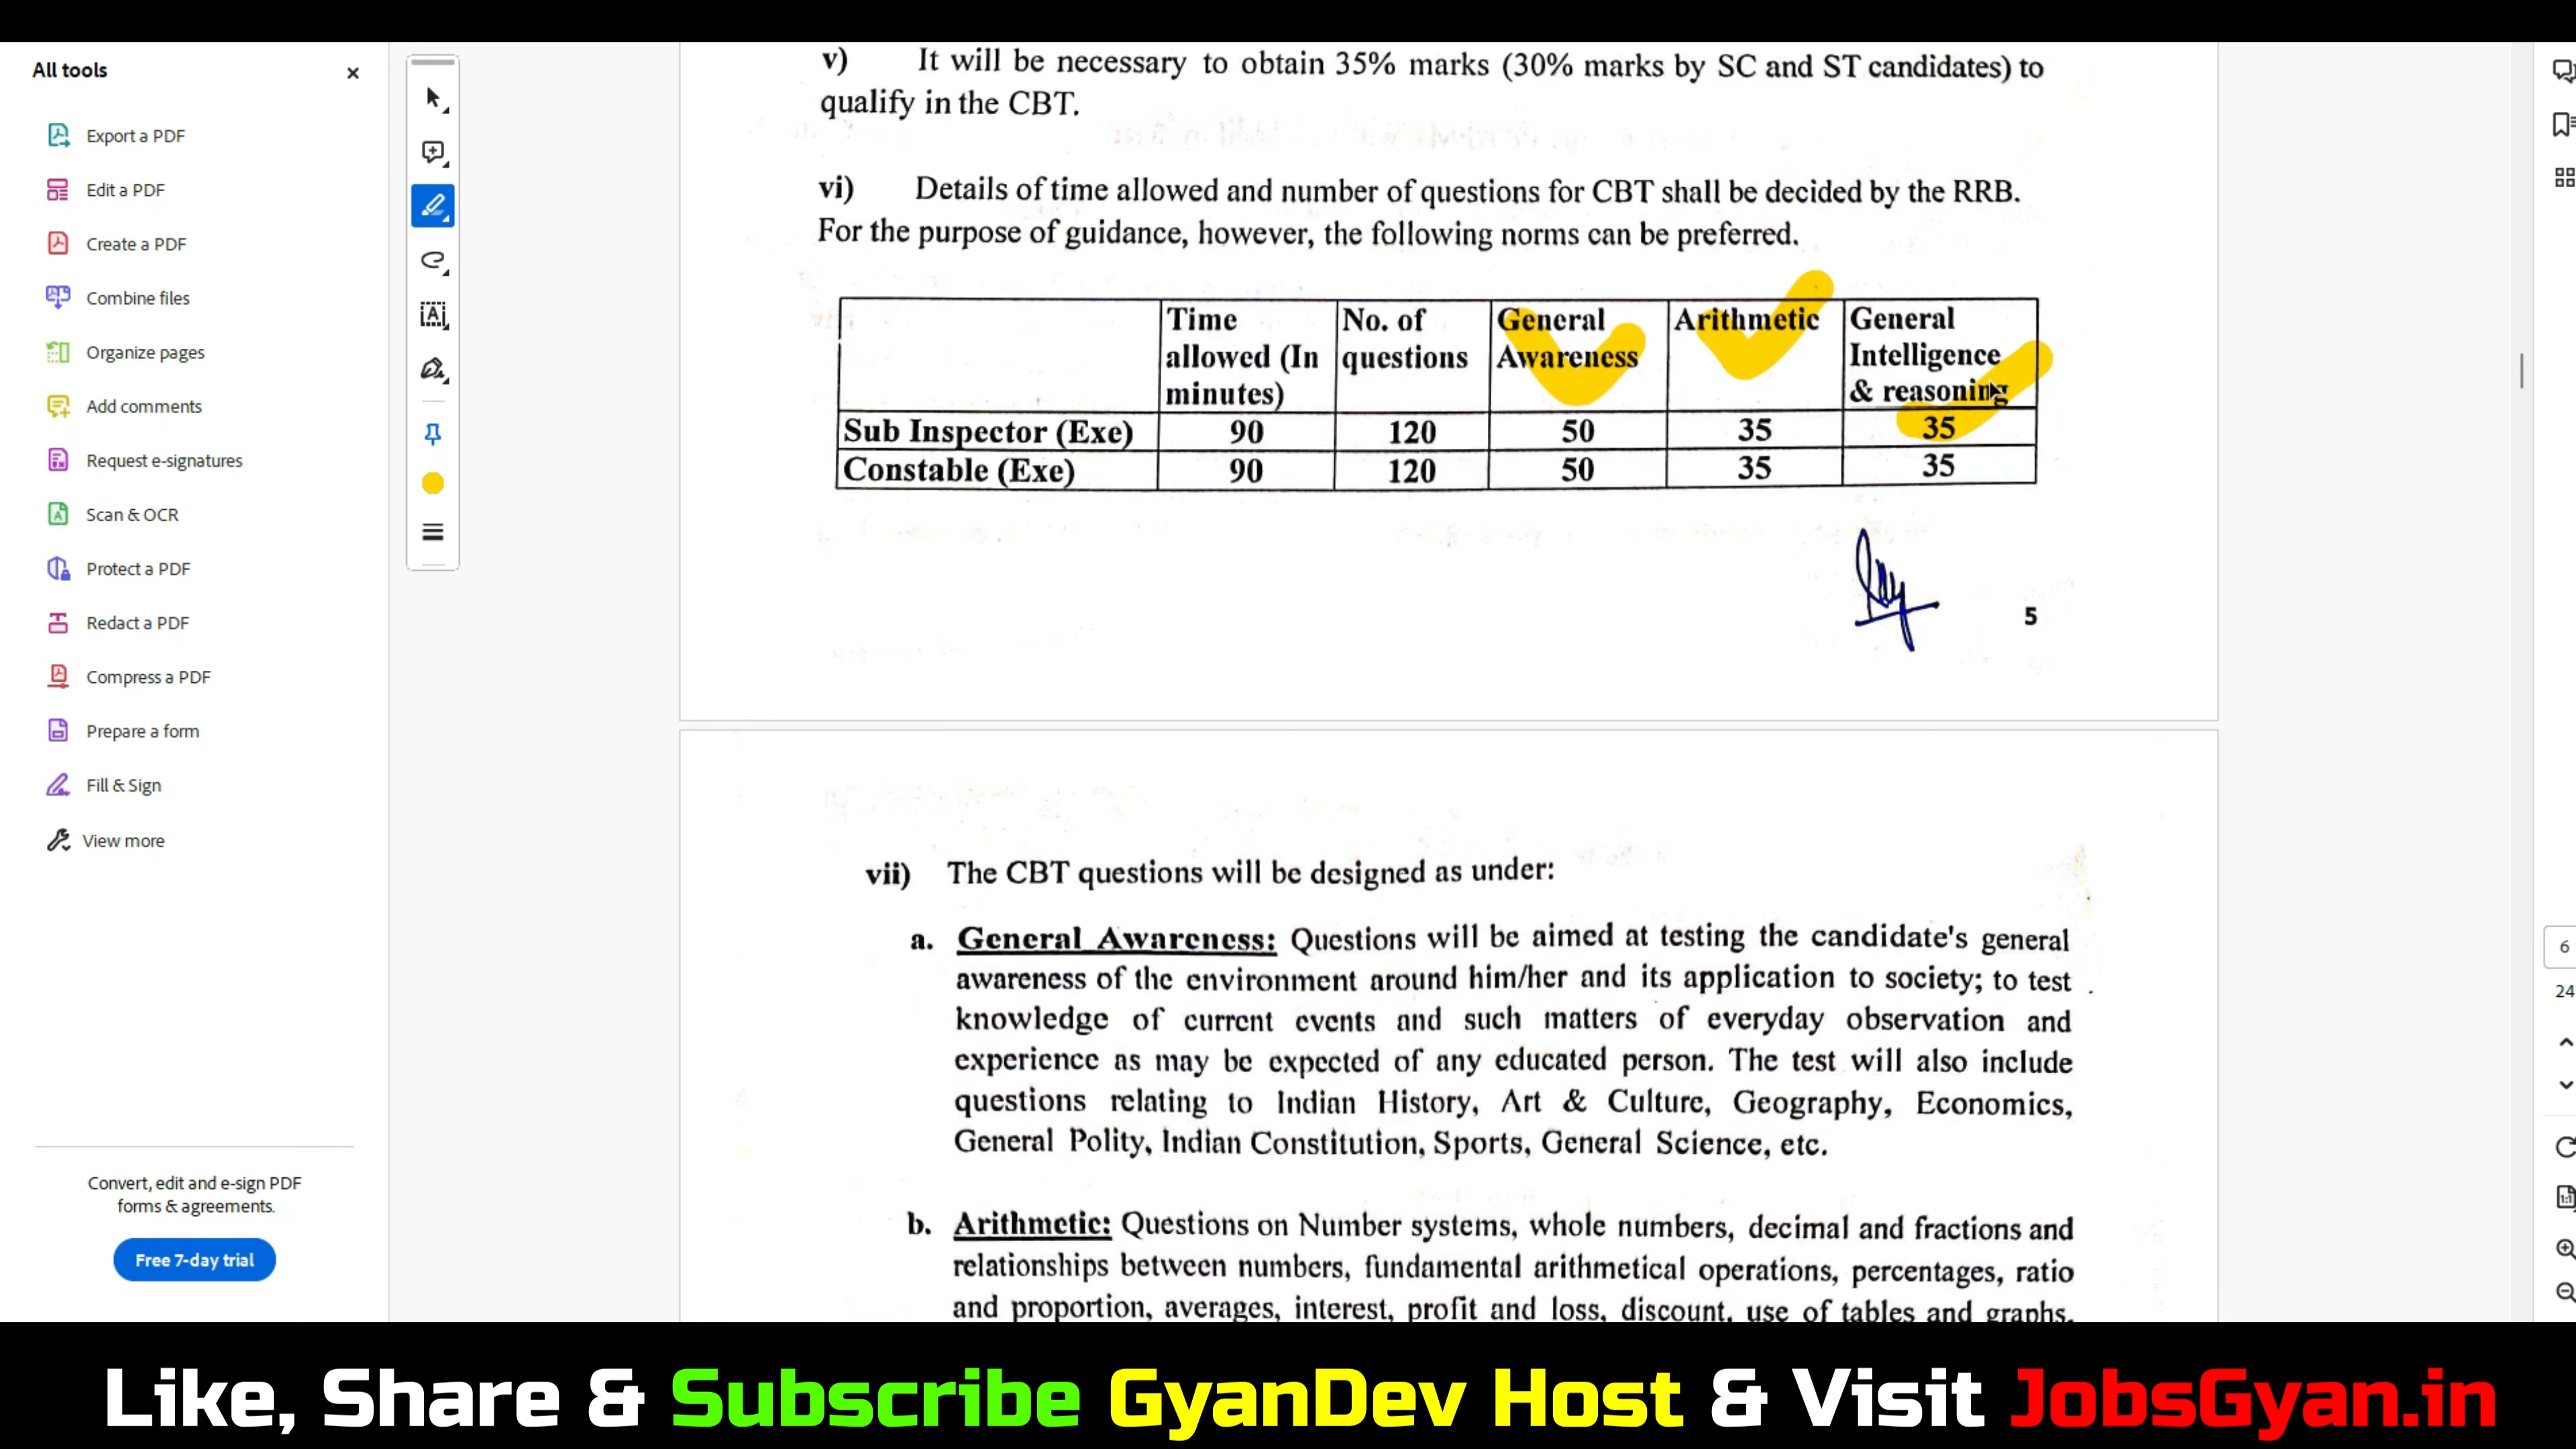 All tools
Export a PDF
Edit a PDF
Create a PDF
Combine files
Organize pages
Add comments
Request e-signatures
Scan & OCR
Protect a PDF
Redact a PDF
Compress a PDF
Prepare a form
Fill & Sign
View more
Convert, edit and e-sign PDF
forms & agreements.
Free 7-day trial
v) It will be necessary to obtain 35% marks (30% marks by SC and ST candidates) to
qualify in the CBT.
vi) Details of time allowed and number of questions for CBT shall be decided by the RRB.
For the purpose of guidance, however, the following norms can be preferred.
Time allowed (In minutes) No. of questions General Awareness Arithmetic General Intelligence & reasoning
Sub Inspector (Exe) 90 120 50 35 35
Constable (Exe) 90 120 50 35 35
5
vii) The CBT questions will be designed as under:
a. General Awareness: Questions will be aimed at testing the candidate's general
awareness of the environment around him/her and its application to society; to test
knowledge of current events and such matters of everyday observation and
experience as may be expected of any educated person. The test will also include
questions relating to Indian History, Art & Culture, Geography, Economics,
General Polity, Indian Constitution, Sports, General Science, etc.
b. Arithmetic: Questions on Number systems, whole numbers, decimal and fractions and
relationships between numbers, fundamental arithmetical operations, percentages, ratio
and proportion, averages, interest, profit and loss, discount, use of tables and graphs,
6
24
Like, Share & Subscribe GyanDev Host & Visit JobsGyan.in